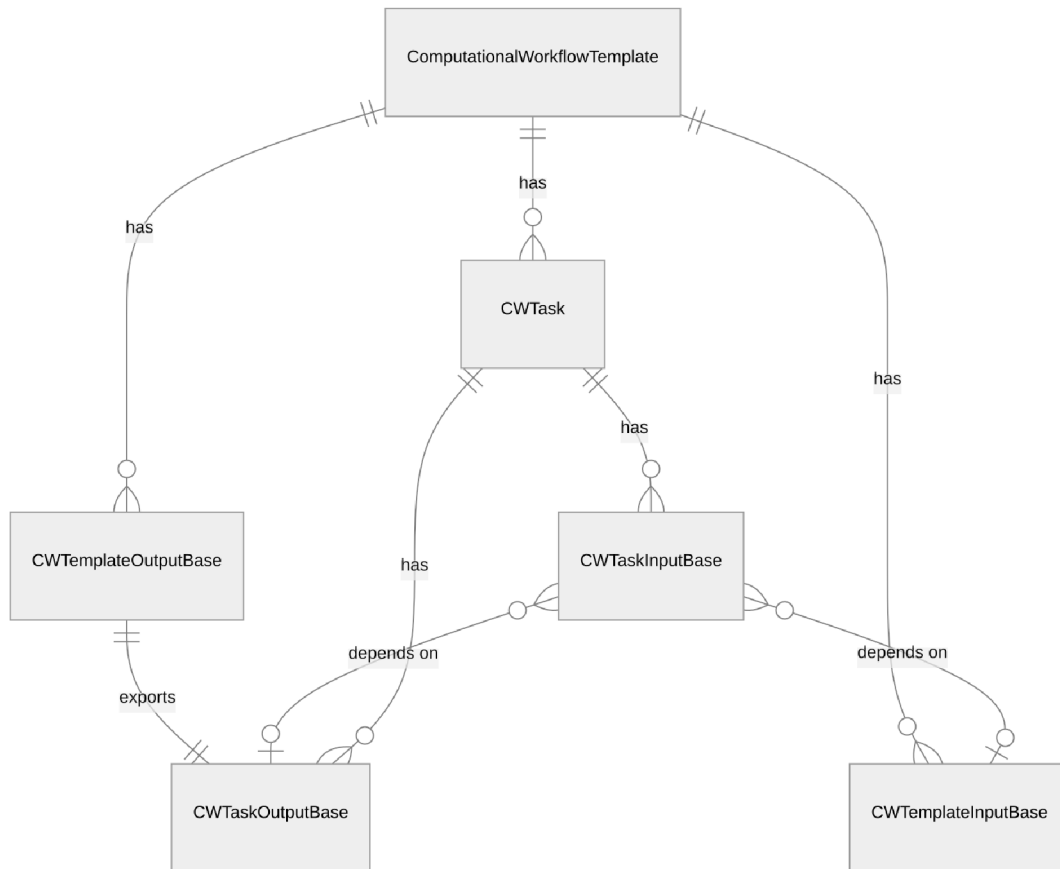 ComputationalWorkflowTemplate
has
has
CWTask
has
has
CWTemplateOutputBase
CWTaskInputBase
has
depends on
depends on
exports
CWTaskOutputBase
CWTemplateInputBase